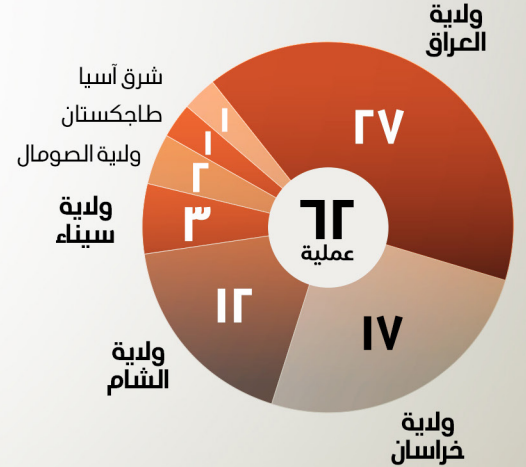 ولاية
العراق
٢٧
شرق آسيا
١
طاجكستان
١
ولاية الصومال
٢
ولاية
سيناء
٣
٦٢
عملية
١٢
ولاية
الشام
١٧
ولاية
خراسان